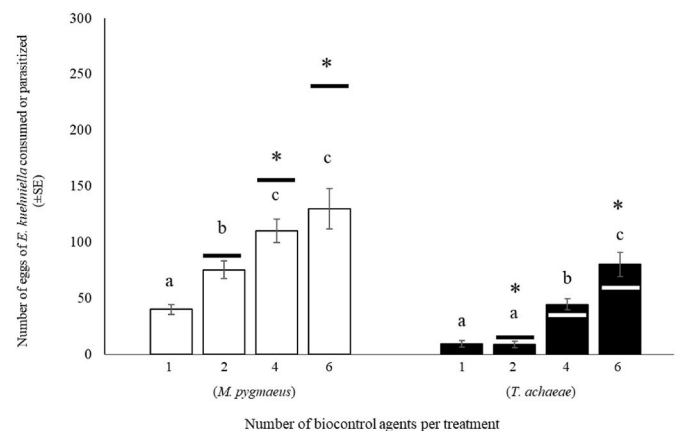 Number of eggs of E. kuehniella consumed or parasitized
(±SE)
300
250
200
150
100
50
0
a
b
*
c
*
c
a
*
a
b
*
c
1
2
4
6
1
2
4
6
(M. pygmaeus)
(T. achaeae)
Number of biocontrol agents per treatment